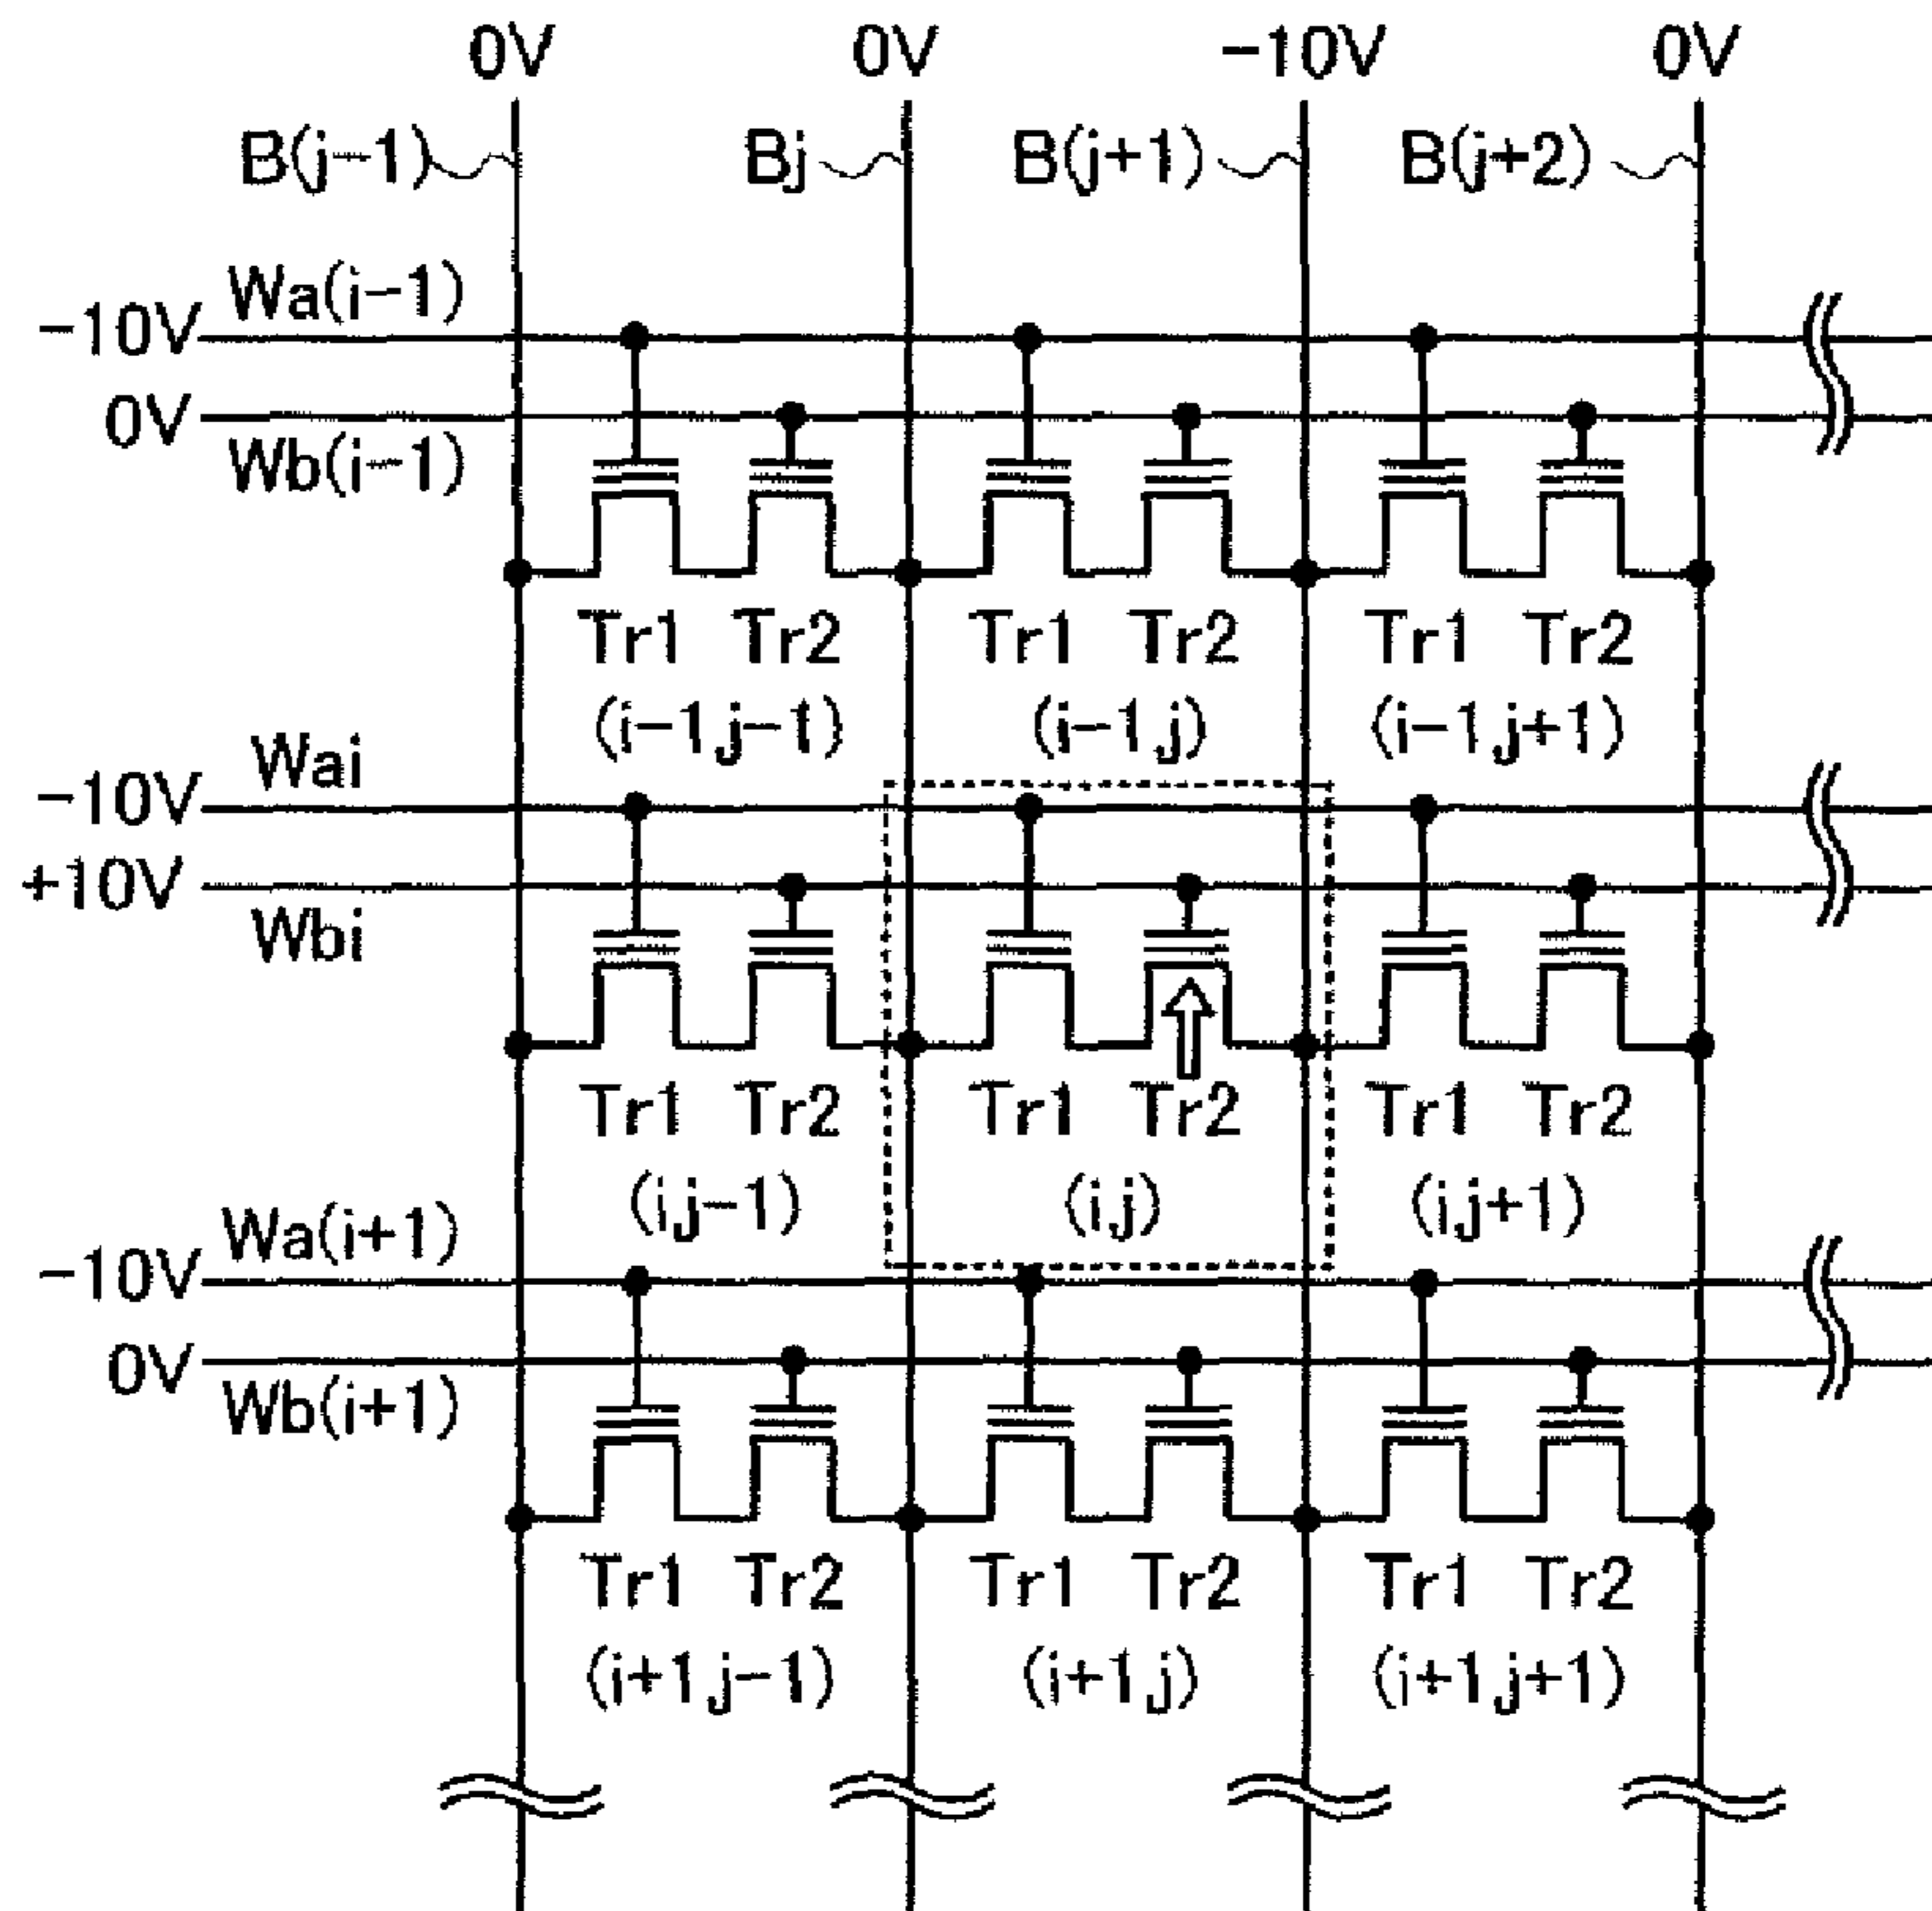 0V 0V -10V 0V
B(j-1) Bj B(j+1) B(j+2)
Wa(i-1)
-10V
0V
Wb(i-1)
Tr1 Tr2 Tr1 Tr2 Tr1 Tr2
(i-1,j-1) (i-1,j) (i-1,j+1)
Wai
-10V
+10V
Wbi
Tr1 Tr2 Tr1 Tr2 Tr1 Tr2
(i,j-1) (i,j) (i,j+1)
Wa(i+1)
-10V
0V
Wb(i+1)
Tr1 Tr2 Tr1 Tr2 Tr1 Tr2
(i+1,j-1) (i+1,j) (i+1,j+1)